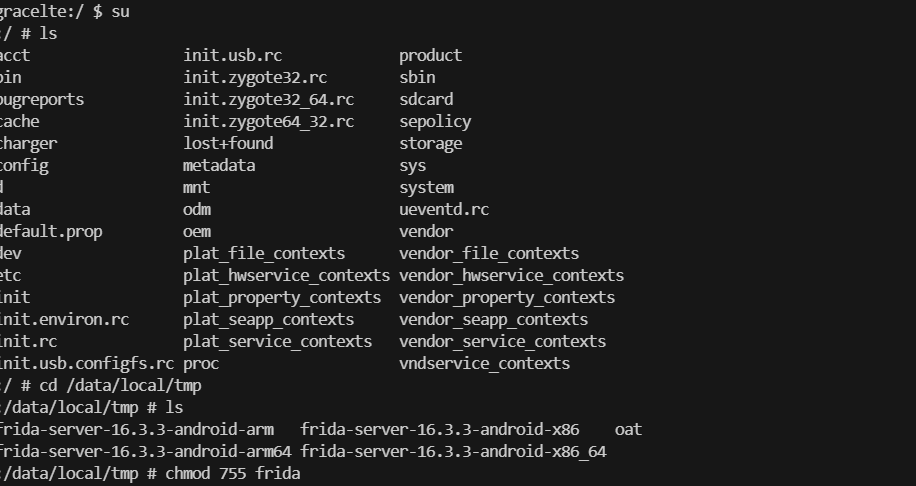 gracelte:/ $ su
:/ # ls
acct init.usb.rc product
bin init.zygote32.rc sbin
bugreports init.zygote32_64.rc sdcard
cache init.zygote64_32.rc sepolicy
charger lost+found storage
config metadata sys
d mnt system
data odm ueventd.rc
default.prop oem vendor
dev plat_file_contexts vendor_file_contexts
etc plat_hwservice_contexts vendor_hwservice_contexts
init plat_property_contexts vendor_property_contexts
init.environ.rc plat_seapp_contexts vendor_seapp_contexts
init.rc plat_service_contexts vendor_service_contexts
init.usb.configfs.rc proc vndservice_contexts
:/ # cd /data/local/tmp
:/data/local/tmp # ls
frida-server-16.3.3-android-arm frida-server-16.3.3-android-x86 oat
frida-server-16.3.3-android-arm64 frida-server-16.3.3-android-x86_64
:/data/local/tmp # chmod 755 frida